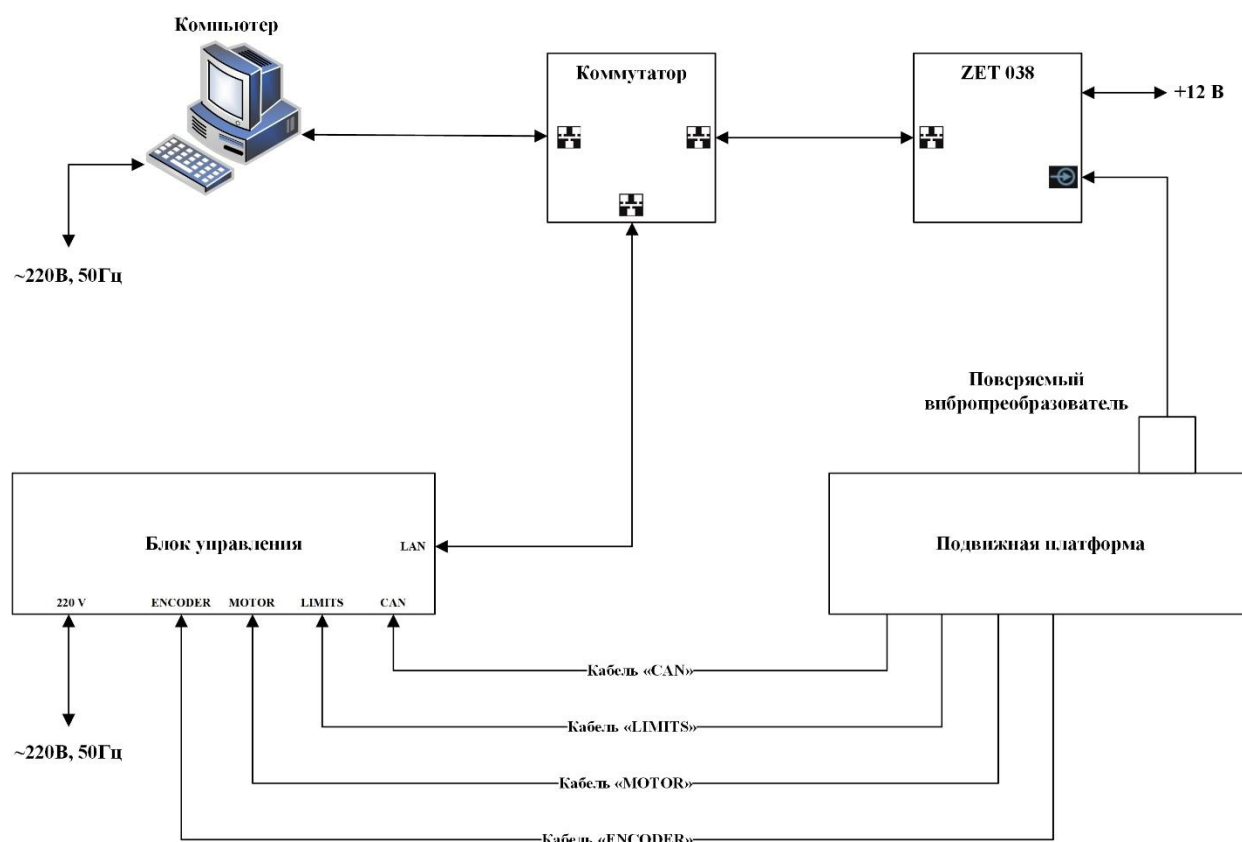 Компьютер
Коммутатор
ZET 038
+12 В
~220В, 50Гц
Поверяемый
вибропреобразователь
Блок управления
LAN
Подвижная платформа
220 V
ENCODER
MOTOR
LIMITS
CAN
Кабель «CAN»
Кабель «LIMITS»
~220В, 50Гц
Кабель «MOTOR»
Кабель «ENCODER»